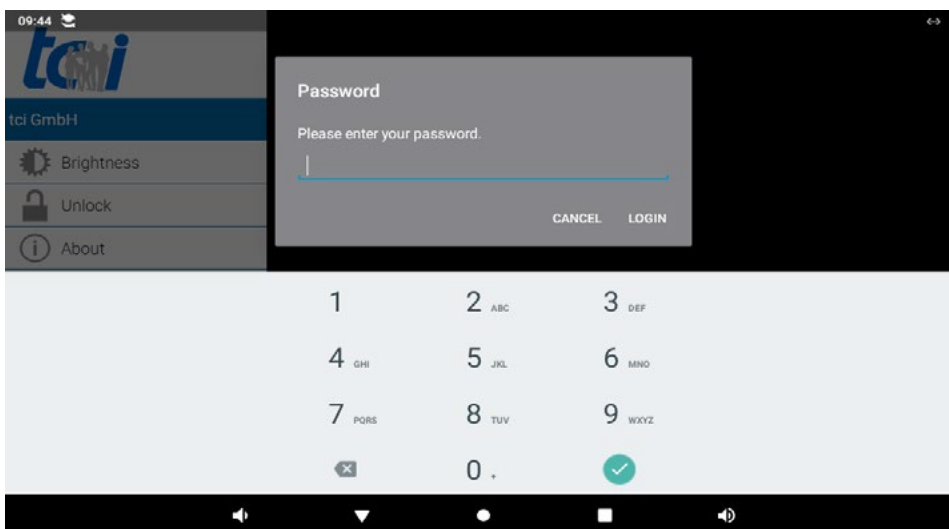 09:44
tci
tci GmbH
Brightness
Unlock
About
Password
Please enter your password.
CANCEL LOGIN
1 2 ABC 3 DEF
4 GHI 5 JKL 6 MNO
7 PQRS 8 TUV 9 WXYZ
0 +